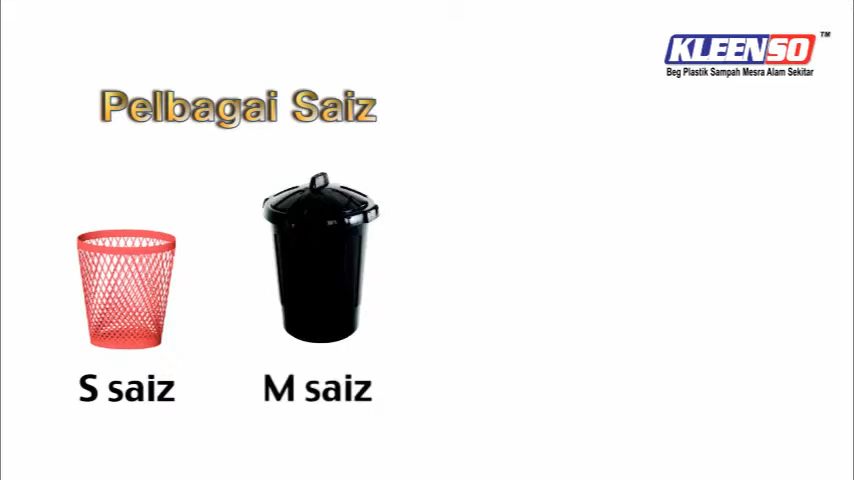 KLEENSO™
Beg Plastik Sampah Mesra Alam Sekitar
Pelbagai Saiz
S saiz
M saiz